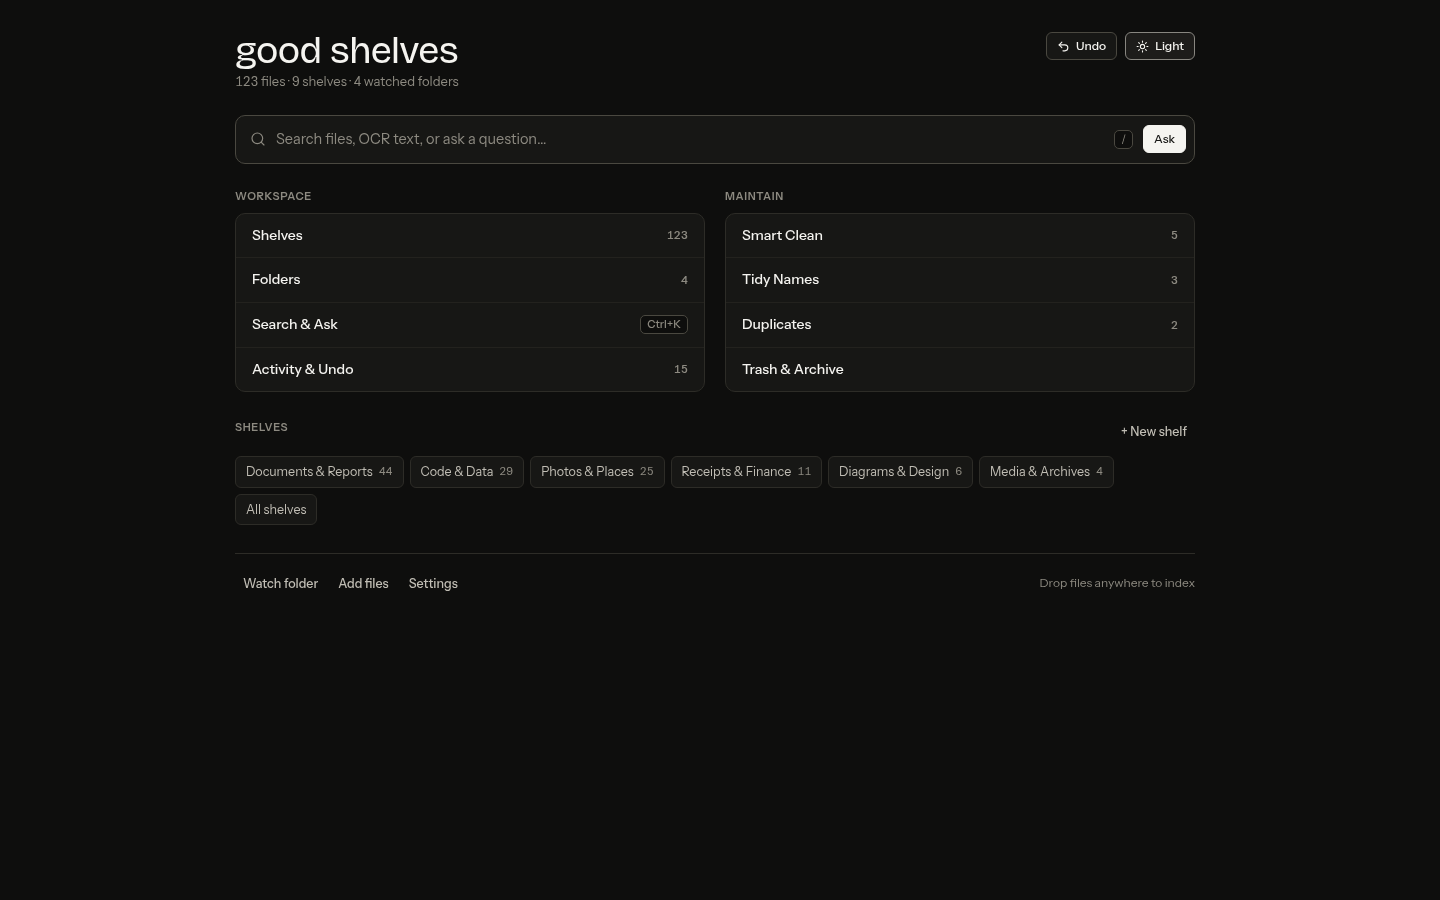 good shelves
Undo
Light
123 files · 9 shelves · 4 watched folders
Search files, OCR text, or ask a question...
/
Ask
WORKSPACE
Shelves 123
Folders 4
Search & Ask Ctrl+K
Activity & Undo 15
MAINTAIN
Smart Clean 5
Tidy Names 3
Duplicates 2
Trash & Archive
SHELVES
+ New shelf
Documents & Reports 44
Code & Data 29
Photos & Places 25
Receipts & Finance 11
Diagrams & Design 6
Media & Archives 4
All shelves
Watch folder
Add files
Settings
Drop files anywhere to index